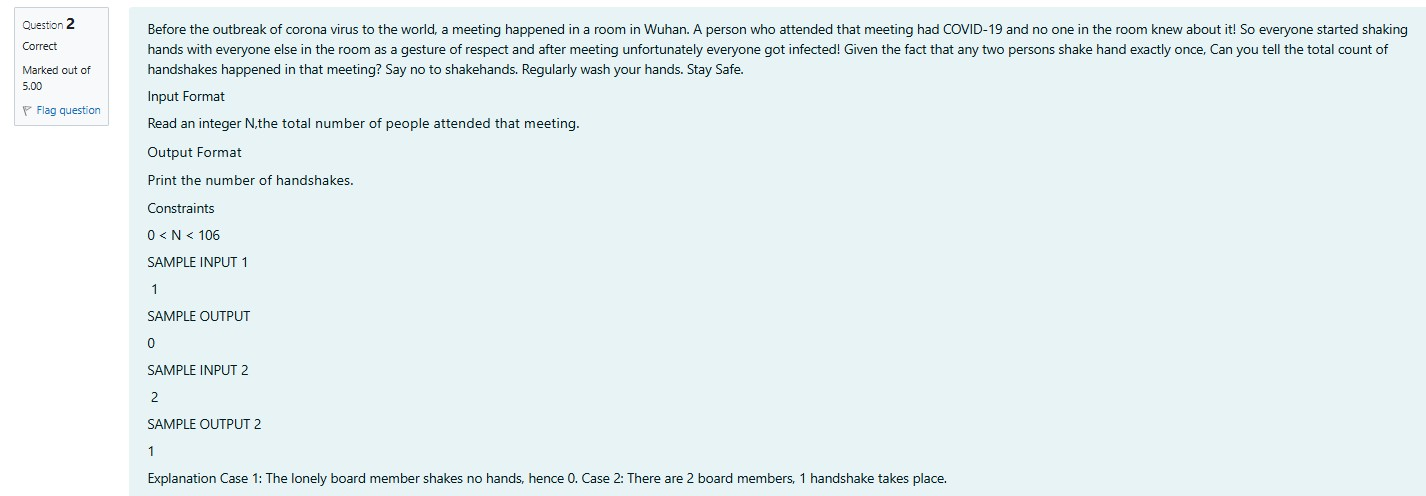 Question 2
Correct
Marked out of
5.00
Flag question
Before the outbreak of corona virus to the world, a meeting happened in a room in Wuhan. A person who attended that meeting had COVID-19 and no one in the room knew about it! So everyone started shaking
hands with everyone else in the room as a gesture of respect and after meeting unfortunately everyone got infected! Given the fact that any two persons shake hand exactly once, Can you tell the total count of
handshakes happened in that meeting? Say no to shakehands. Regularly wash your hands. Stay Safe.
Input Format
Read an integer N,the total number of people attended that meeting.
Output Format
Print the number of handshakes.
Constraints
0 < N < 106
SAMPLE INPUT 1
1
SAMPLE OUTPUT
0
SAMPLE INPUT 2
2
SAMPLE OUTPUT 2
1
Explanation Case 1: The lonely board member shakes no hands, hence 0. Case 2: There are 2 board members, 1 handshake takes place.